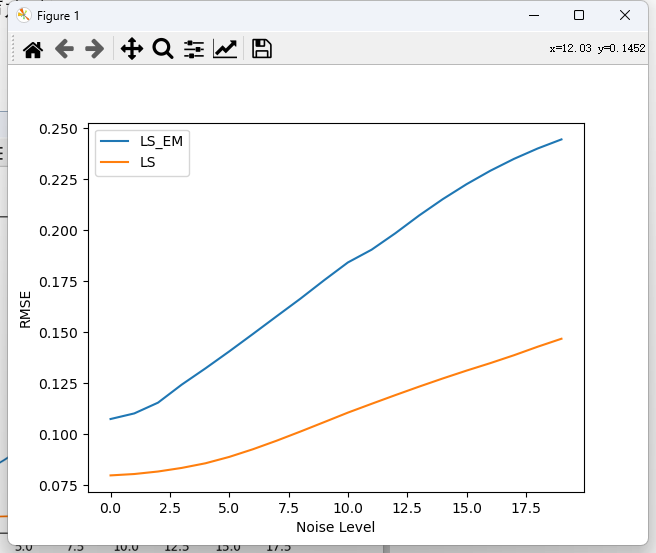 Figure 1
x=12.03 y=0.1452
0.250
0.225
0.200
0.175
0.150
0.125
0.100
0.075
RMSE
LS_EM
LS
0.0 2.5 5.0 7.5 10.0 12.5 15.0 17.5
Noise Level
5.0 7.5 10.0 12.5 15.0 17.5